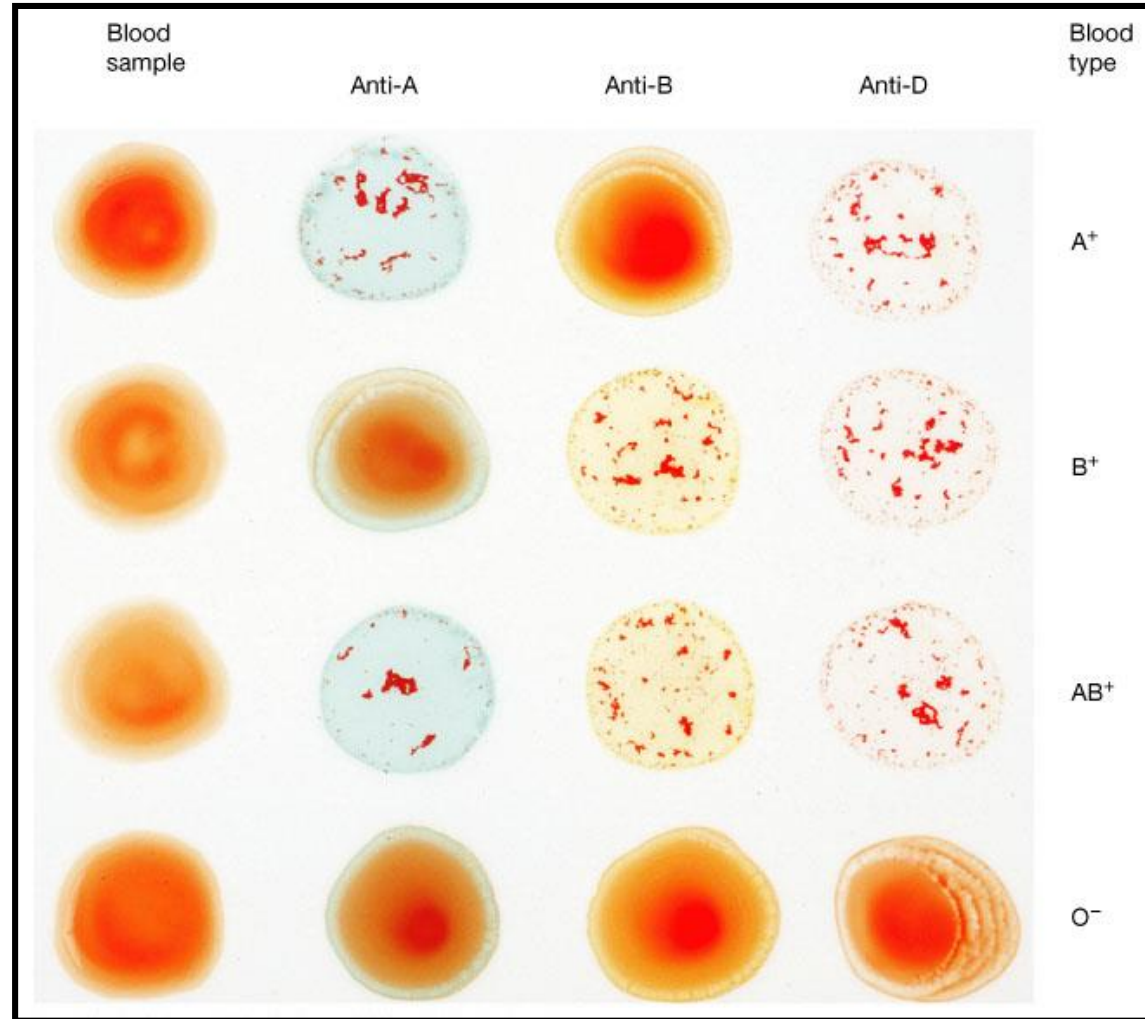 Blood
sample
Anti-A
Anti-B
Anti-D
Blood
type
A⁺
B⁺
AB⁺
O⁻